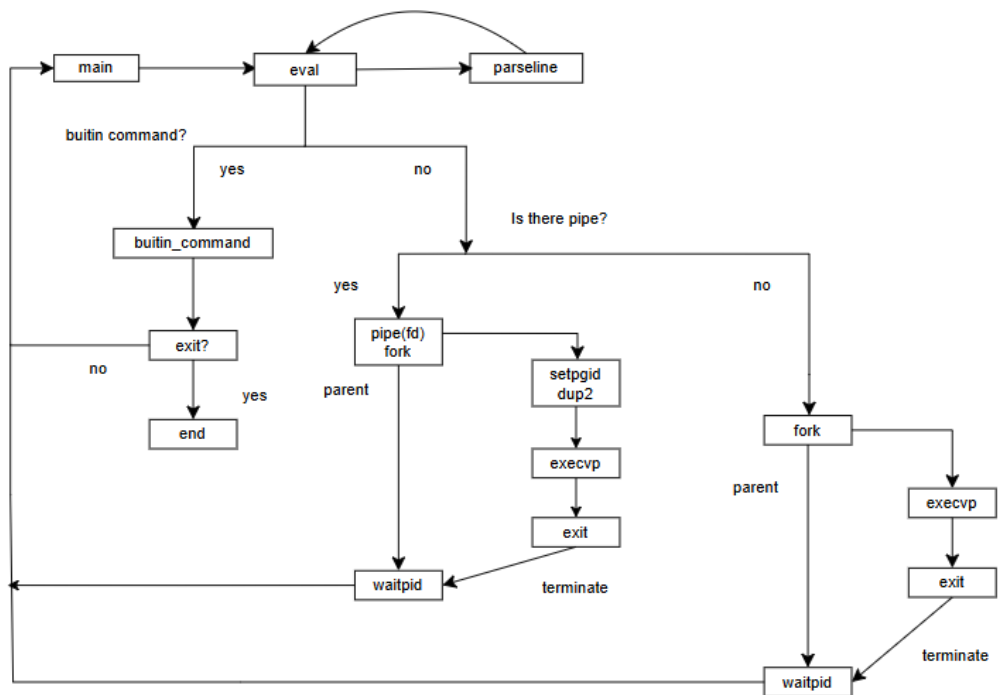 main
eval
parseline
buitin command?
yes
no
Is there pipe?
buitin_command
yes
no
pipe(fd)
fork
exit?
no
yes
parent
setpgid
dup2
end
fork
execvp
parent
execvp
exit
waitpid
terminate
exit
terminate
waitpid